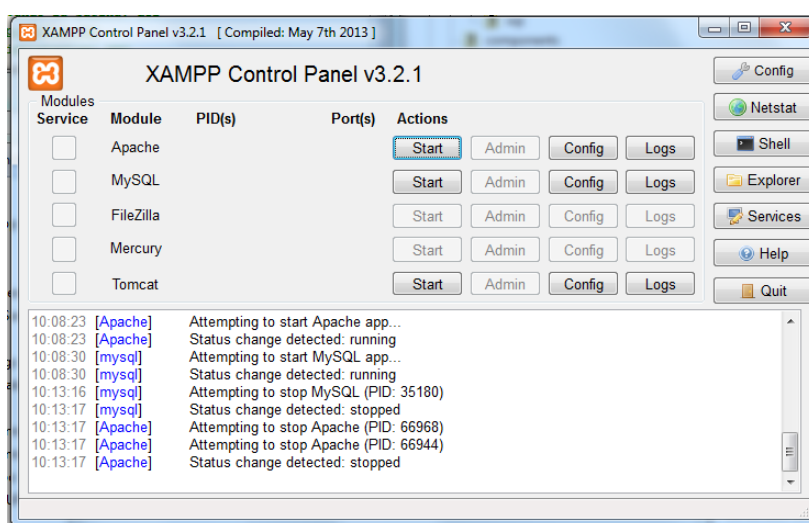 XAMPP Control Panel v3.2.1 [ Compiled: May 7th 2013 ]
XAMPP Control Panel v3.2.1
Config
Modules
Service Module PID(s) Port(s) Actions
Netstat
Apache Start Admin Config Logs
Shell
MySQL Start Admin Config Logs
Explorer
FileZilla Start Admin Config Logs
Services
Mercury Start Admin Config Logs
Help
Tomcat Start Admin Config Logs
Quit
10:08:23 [Apache] Attempting to start Apache app...
10:08:23 [Apache] Status change detected: running
10:08:30 [mysql] Attempting to start MySQL app...
10:08:30 [mysql] Status change detected: running
10:13:16 [mysql] Attempting to stop MySQL (PID: 35180)
10:13:17 [mysql] Status change detected: stopped
10:13:17 [Apache] Attempting to stop Apache (PID: 66968)
10:13:17 [Apache] Attempting to stop Apache (PID: 66944)
10:13:17 [Apache] Status change detected: stopped